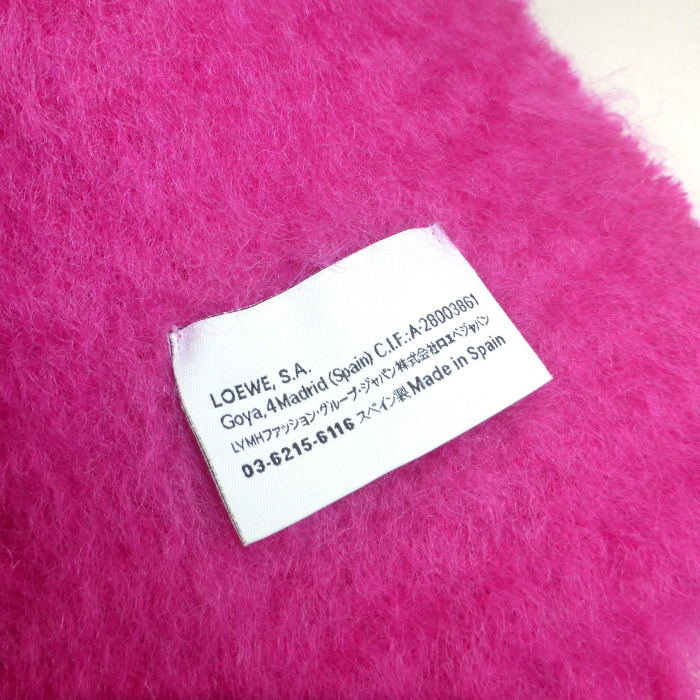 LOEWE, S.A.
Goya, 4 Madrid (Spain) C.I.F.: A-28003861
LVMHファッション・グループ・ジャパン株式会社ロエベジャパン
03-6215-6116 スペイン製 Made in Spain